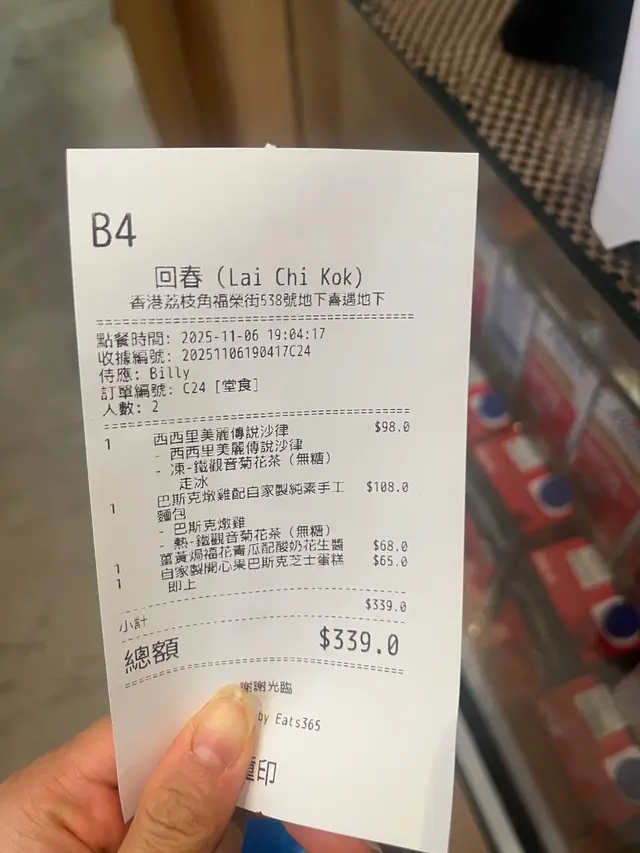 B4
回春 (Lai Chi Kok)
香港荔枝角福榮街538號地下喜遇地下
點餐時間: 2025-11-06 19:04:17
收據編號: 20251106190417C24
侍應: Billy
訂單編號: C24 [堂食]
人數: 2
1 西西里美麗傳說沙律 $98.0
- 西西里美麗傳說沙律
- 凍-鐵觀音菊花茶 (無糖)
走冰
1 巴斯克燉雞配自家製純素手工 $108.0
麵包
- 巴斯克燉雞
- 熱-鐵觀音菊花茶 (無糖)
1 薑黃焗福花青瓜配酸奶花生醬 $68.0
1 自家製開心果巴斯克芝士蛋糕 $65.0
即上
小計 $339.0
總額 $339.0
謝謝光臨
by Eats365
重印